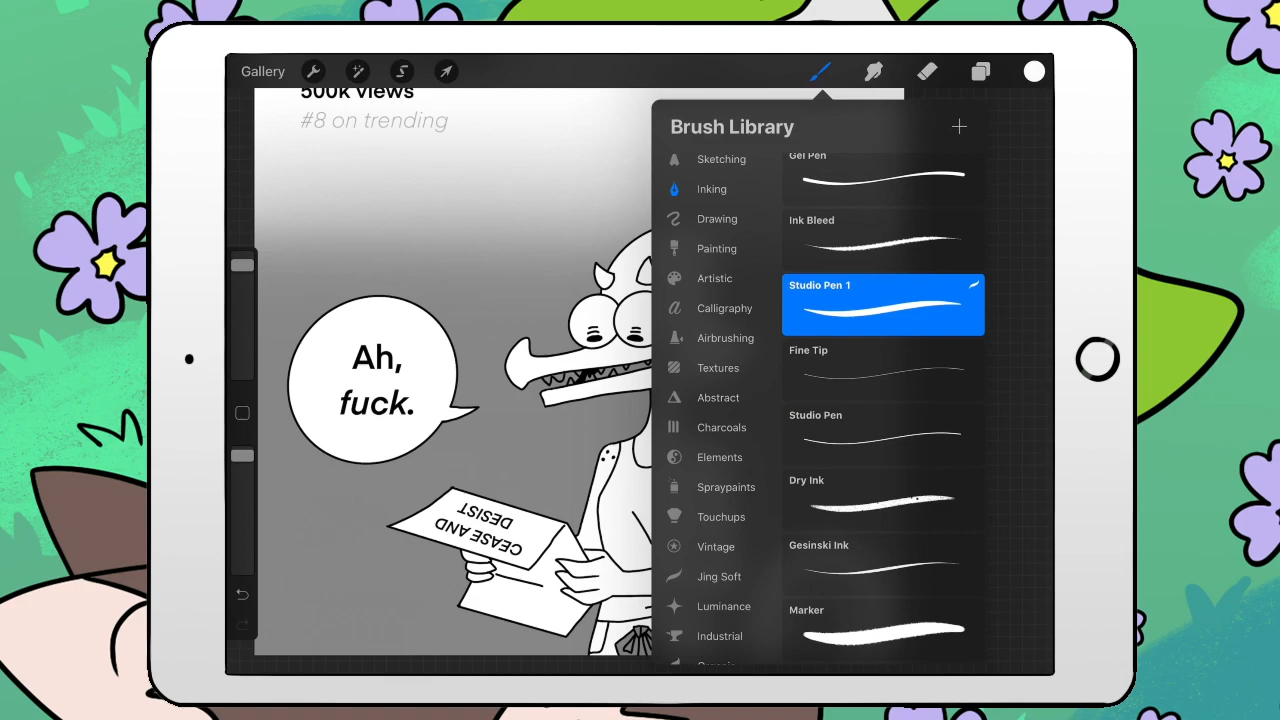 Gallery
500k views
#8 on trending
Ah,
fuck.
CEASE AND
DESIST
Brush Library
Sketching
Inking
Drawing
Painting
Artistic
Calligraphy
Airbrushing
Textures
Abstract
Charcoals
Elements
Spraypaints
Touchups
Vintage
Jing Soft
Luminance
Industrial
Organic
Gel Pen
Ink Bleed
Studio Pen 1
Fine Tip
Studio Pen
Dry Ink
Gesinski Ink
Marker